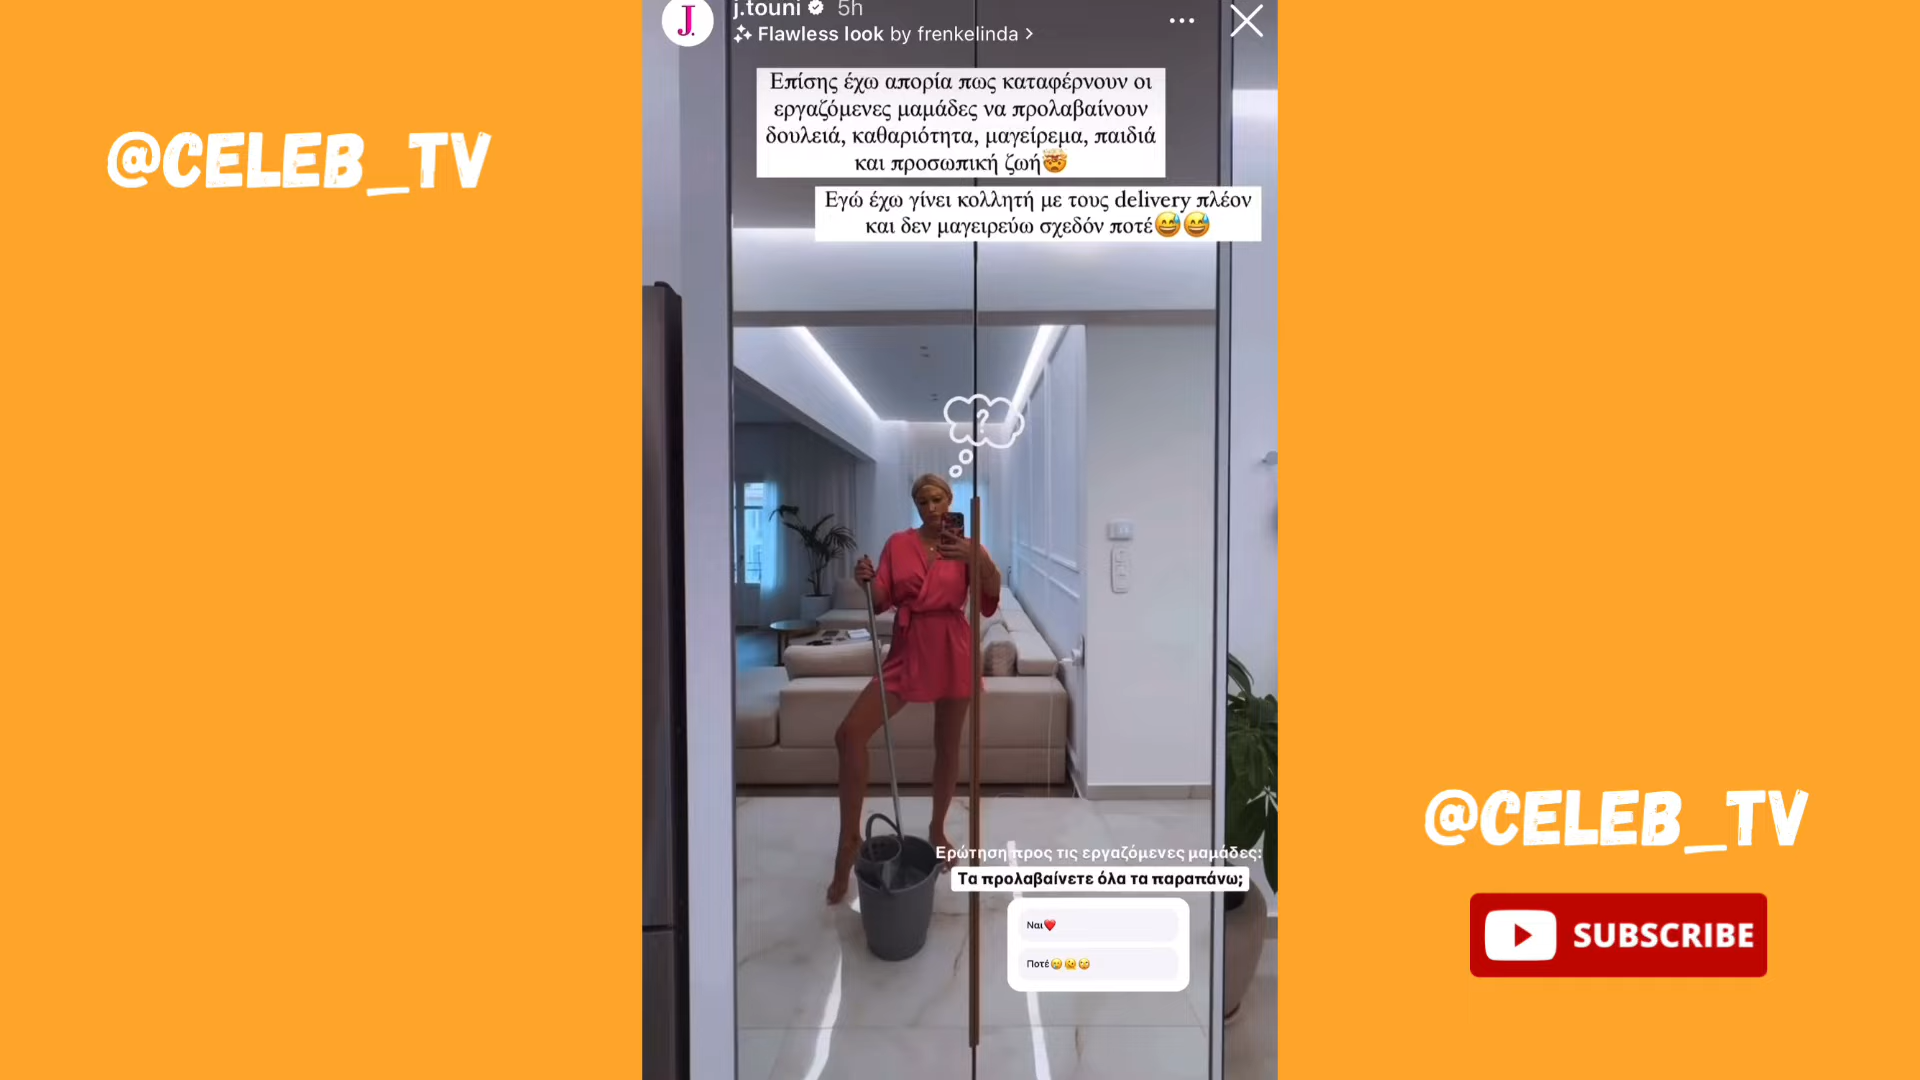 j.touni 5h
Flawless look by frenkelinda >
J.
@CELEB_TV
Επίσης έχω απορία πως καταφέρνουν οι
εργαζόμενες μαμάδες να προλαβαίνουν
δουλειά, καθαριότητα, μαγείρεμα, παιδιά
και προσωπική ζωή🤯
Εγώ έχω γίνει κολλητή με τους delivery πλέον
και δεν μαγειρεύω σχεδόν ποτέ😅😅
?
Ερώτηση προς τις εργαζόμενες μαμάδες:
Τα προλαβαίνετε όλα τα παραπάνω;
Ναι❤️
Ποτέ
@CELEB_TV
SUBSCRIBE